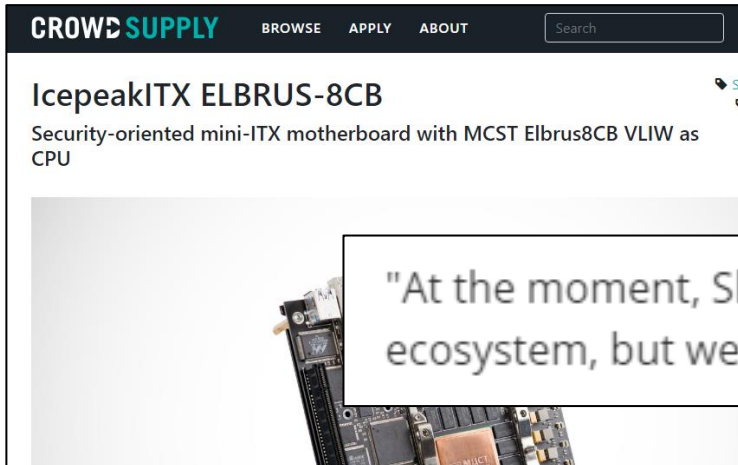 CROWD SUPPLY BROWSE APPLY ABOUT Search
IcepeakITX ELBRUS-8CB
Security-oriented mini-ITX motherboard with MCST Elbrus8CB VLIW as
CPU
"At the moment,
ecosystem, but we